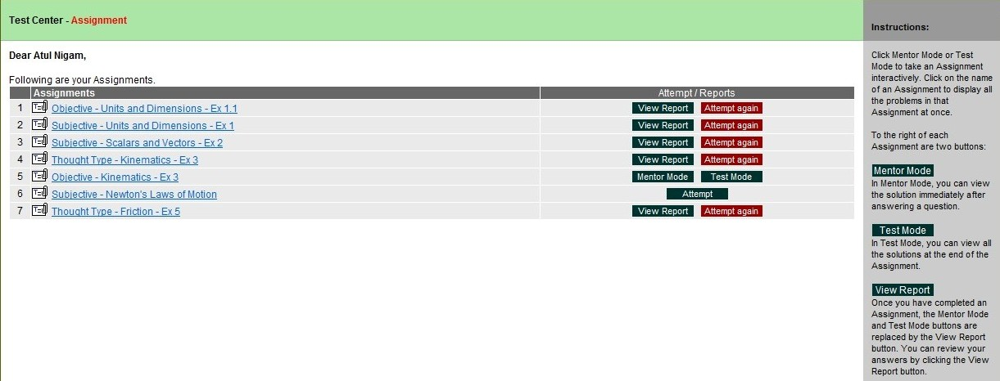 Test Center - Assignment
Dear Atul Nigam,
Following are your Assignments.
Assignments Attempt / Reports
1 Objective - Units and Dimensions - Ex 1.1 View Report Attempt again
2 Subjective - Units and Dimensions - Ex 1 View Report Attempt again
3 Subjective - Scalars and Vectors - Ex 2 View Report Attempt again
4 Thought Type - Kinematics - Ex 3 View Report Attempt again
5 Objective - Kinematics - Ex 3 Mentor Mode Test Mode
6 Subjective - Newton's Laws of Motion Attempt
7 Thought Type - Friction - Ex 5 View Report Attempt again
Instructions:
Click Mentor Mode or Test
Mode to take an Assignment
interactively. Click on the name
of an Assignment to display all
the problems in that
Assignment at once.
To the right of each
Assignment are two buttons:
Mentor Mode
In Mentor Mode, you can view
the solution immediately after
answering a question.
Test Mode
In Test Mode, you can view all
the solutions at the end of the
Assignment.
View Report
Once you have completed an
Assignment, the Mentor Mode
and Test Mode buttons are
replaced by the View Report
button. You can review your
answers by clicking the View
Report button.